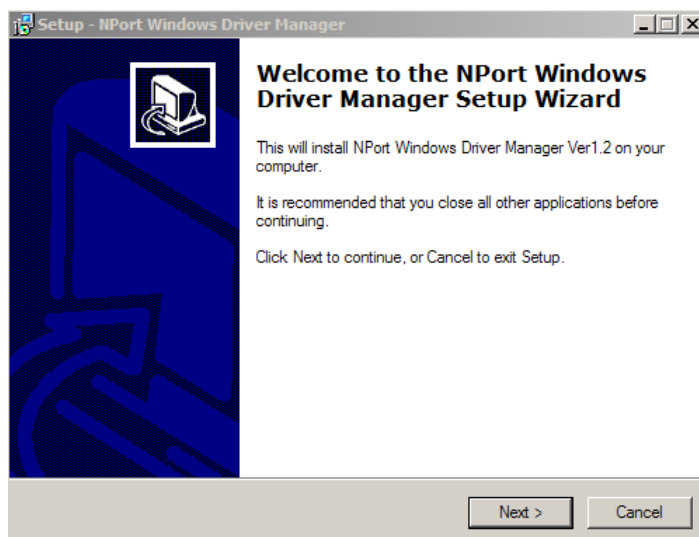 Setup - NPort Windows Driver Manager
Welcome to the NPort Windows
Driver Manager Setup Wizard
This will install NPort Windows Driver Manager Ver1.2 on your
computer.
It is recommended that you close all other applications before
continuing.
Click Next to continue, or Cancel to exit Setup.
Next >
Cancel